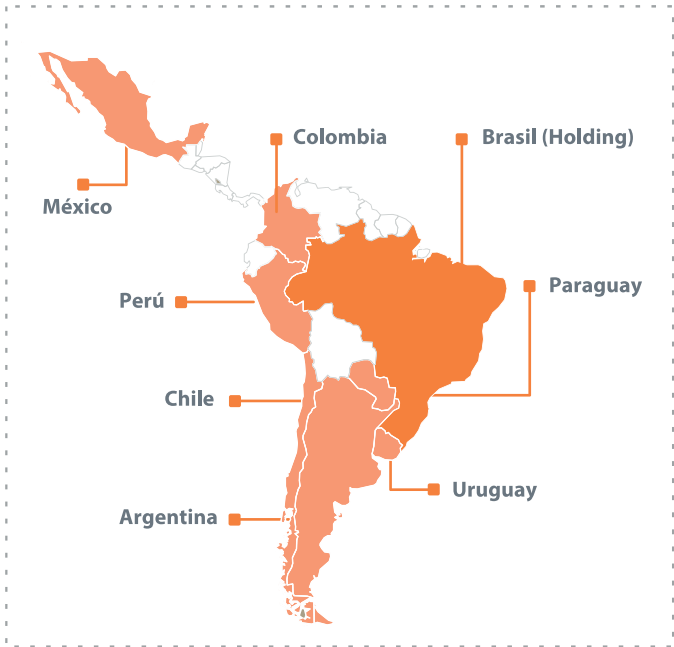 Colombia
Brasil (Holding)
México
Paraguay
Perú
Chile
Uruguay
Argentina